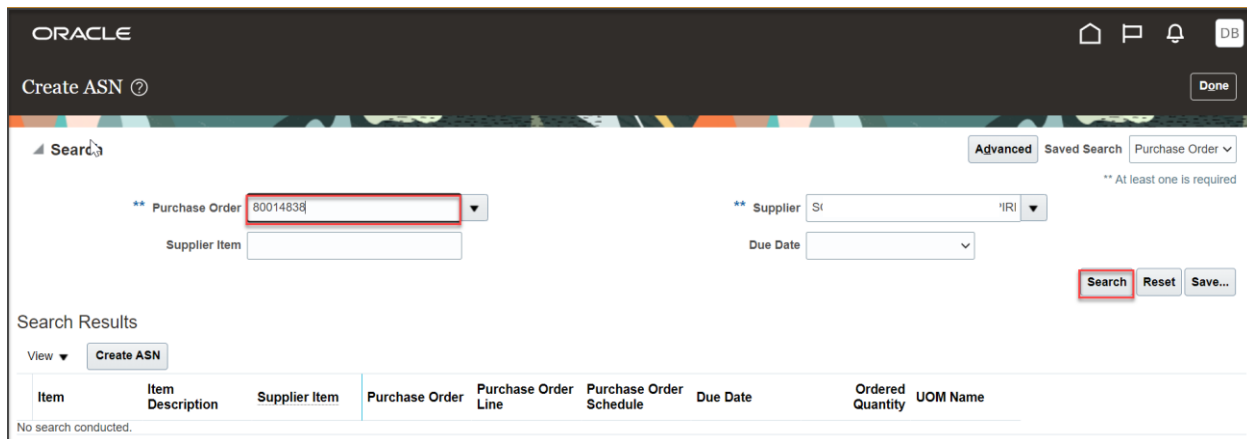 ORACLE
DB
Create ASN
Done
Search
Advanced Saved Search Purchase Order
** At least one is required
** Purchase Order 80014838
** Supplier
Supplier Item
Due Date
Search Reset Save...
Search Results
View Create ASN
Item Item Description Supplier Item Purchase Order Purchase Order Line Purchase Order Schedule Due Date Ordered Quantity UOM Name
No search conducted.